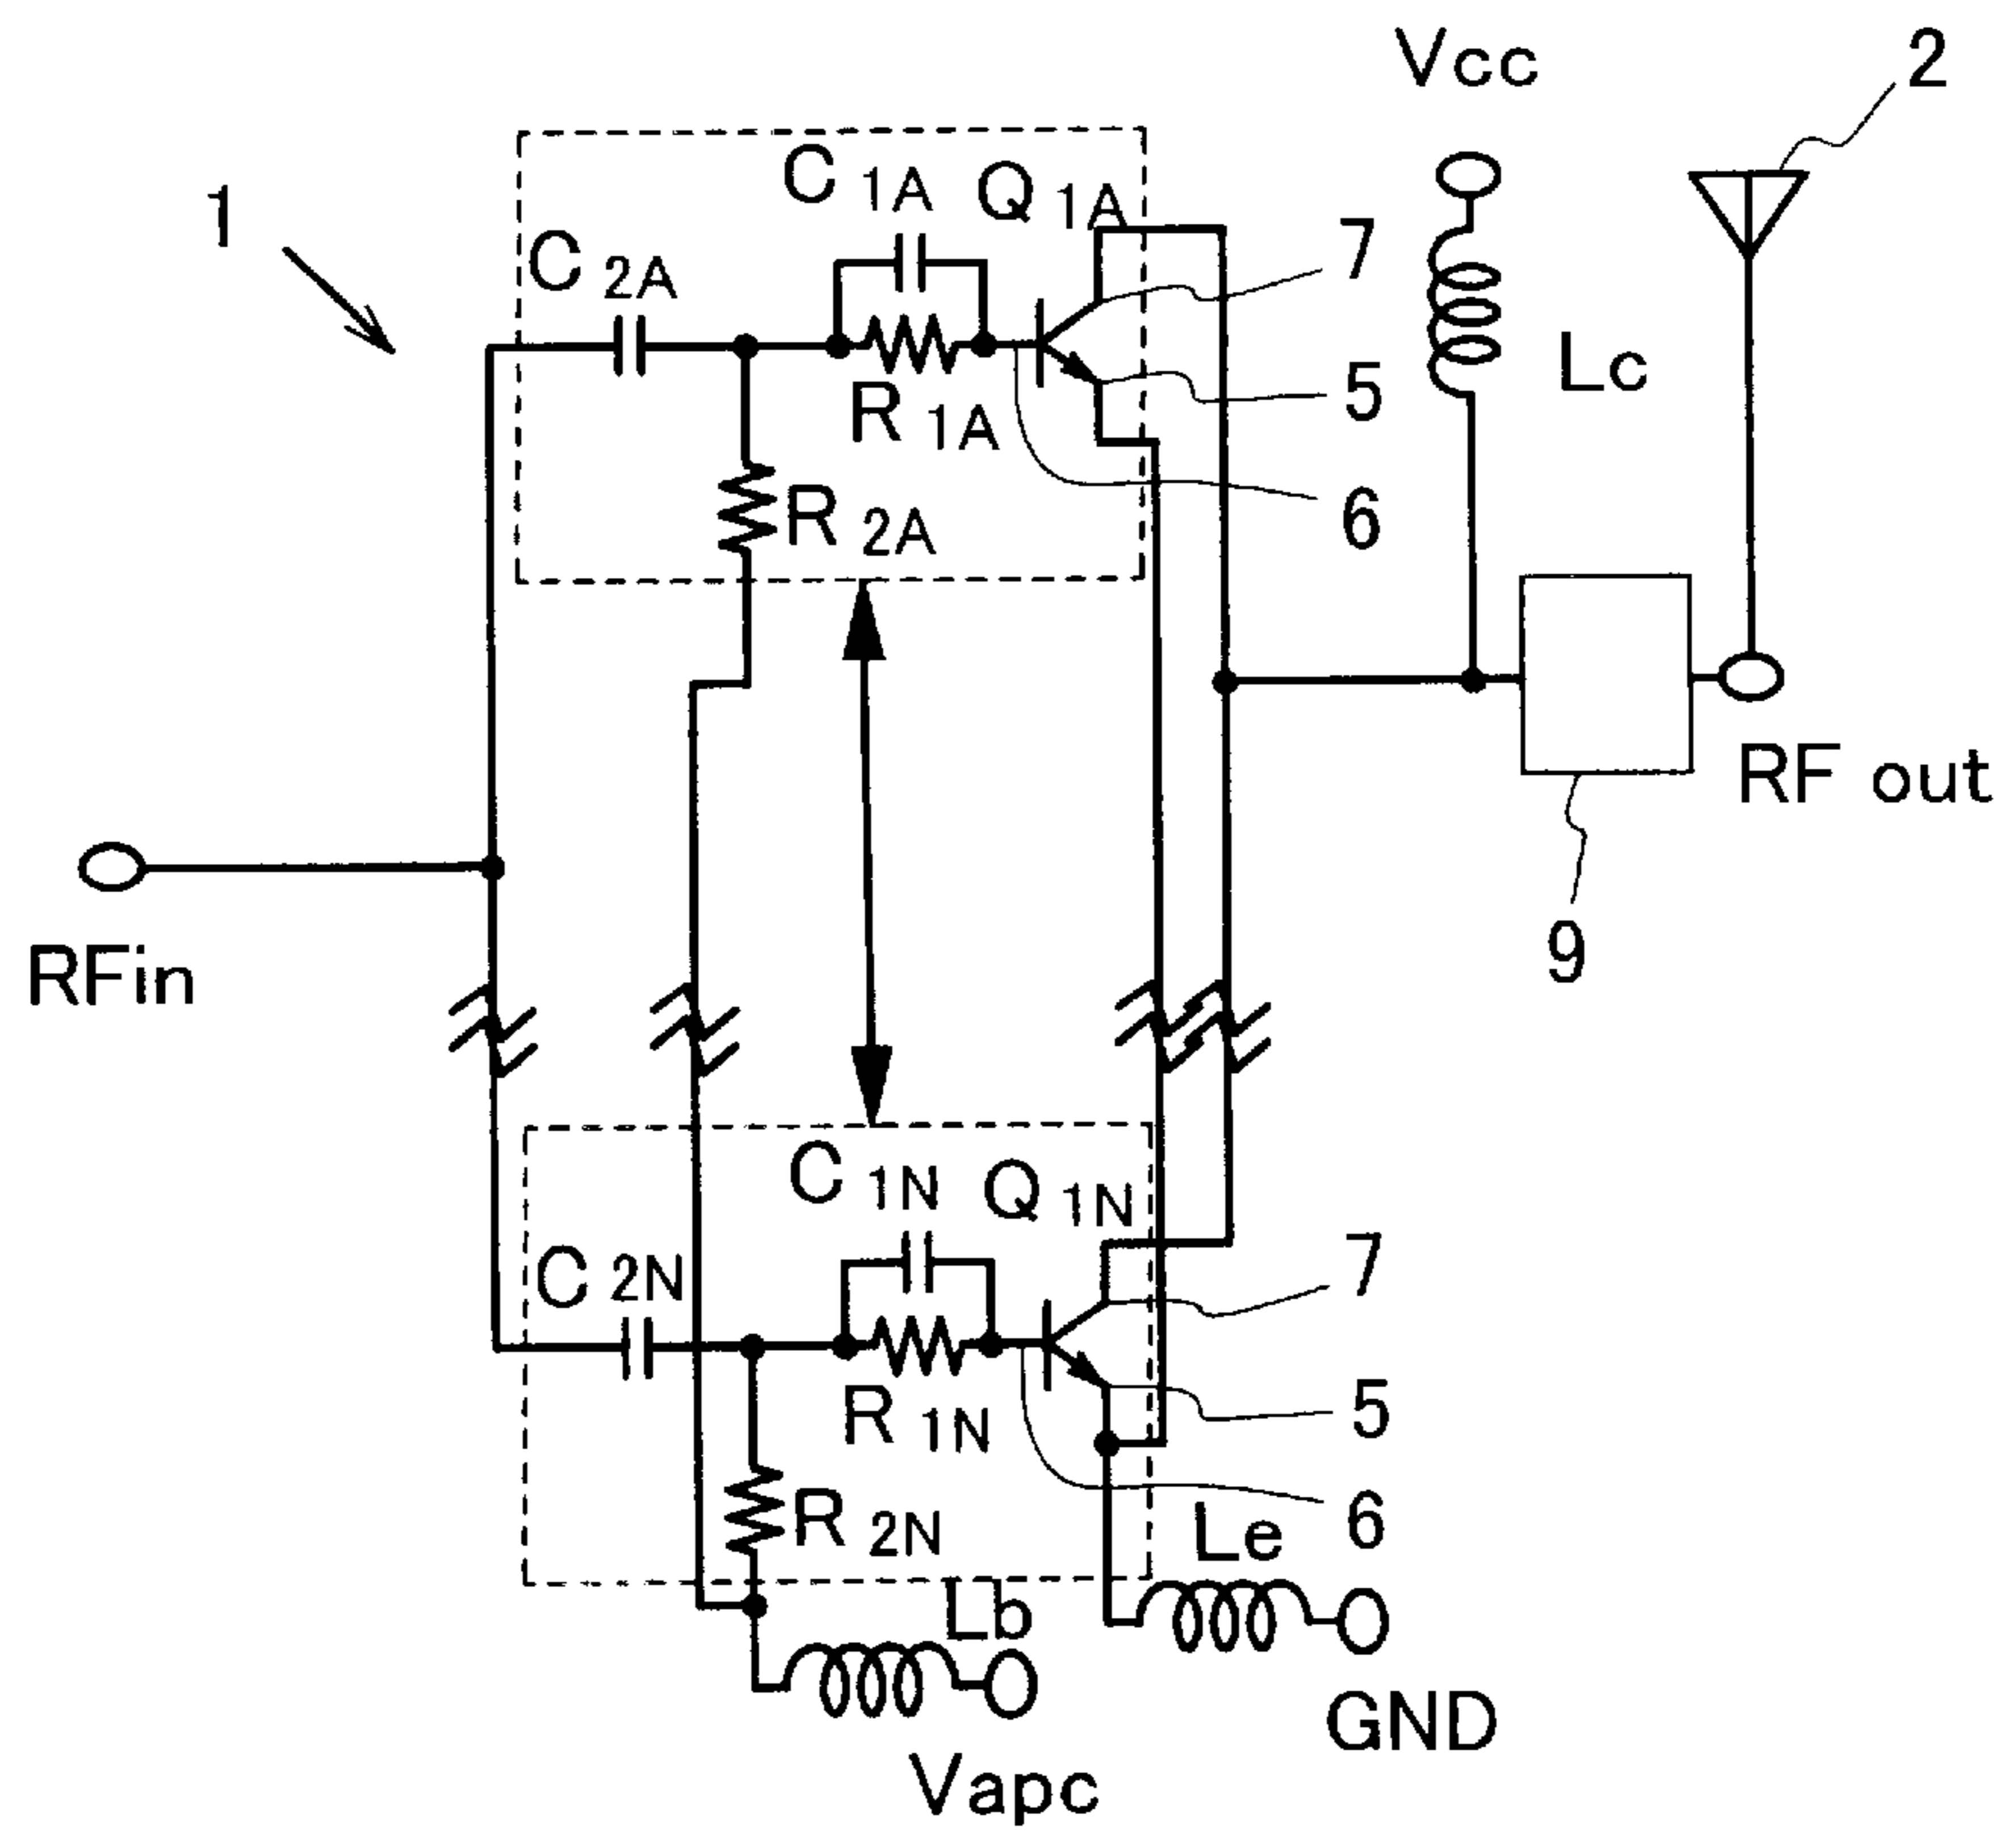 Vcc
2
1
C 1A
Q 1A
C 2A
7
Lc
5
R 1A
R 2A
6
RF out
RFin
9
C 1N
Q 1N
C 2N
7
R 1N
5
R 2N
6
Le
Lb
GND
Vapc